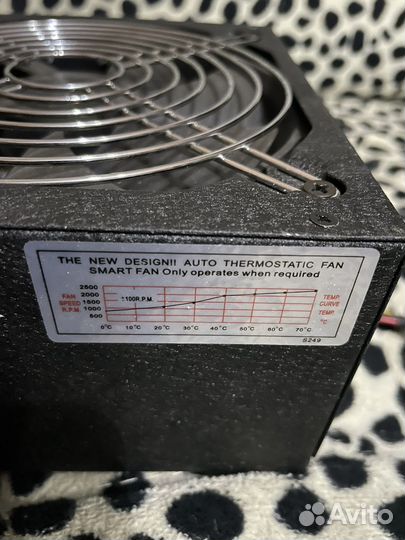 THE NEW DESIGN!! AUTO THERMOSTATIC FAN
SMART FAN Only operates when required
FAN SPEED R.P.M.
2500
2000
1500
1000
500
±100R.P.M.
TEMP. CURVE
TEMP. °C
0°C 10°C 20°C 30°C 40°C 50°C 60°C 70°C
S249
Avito